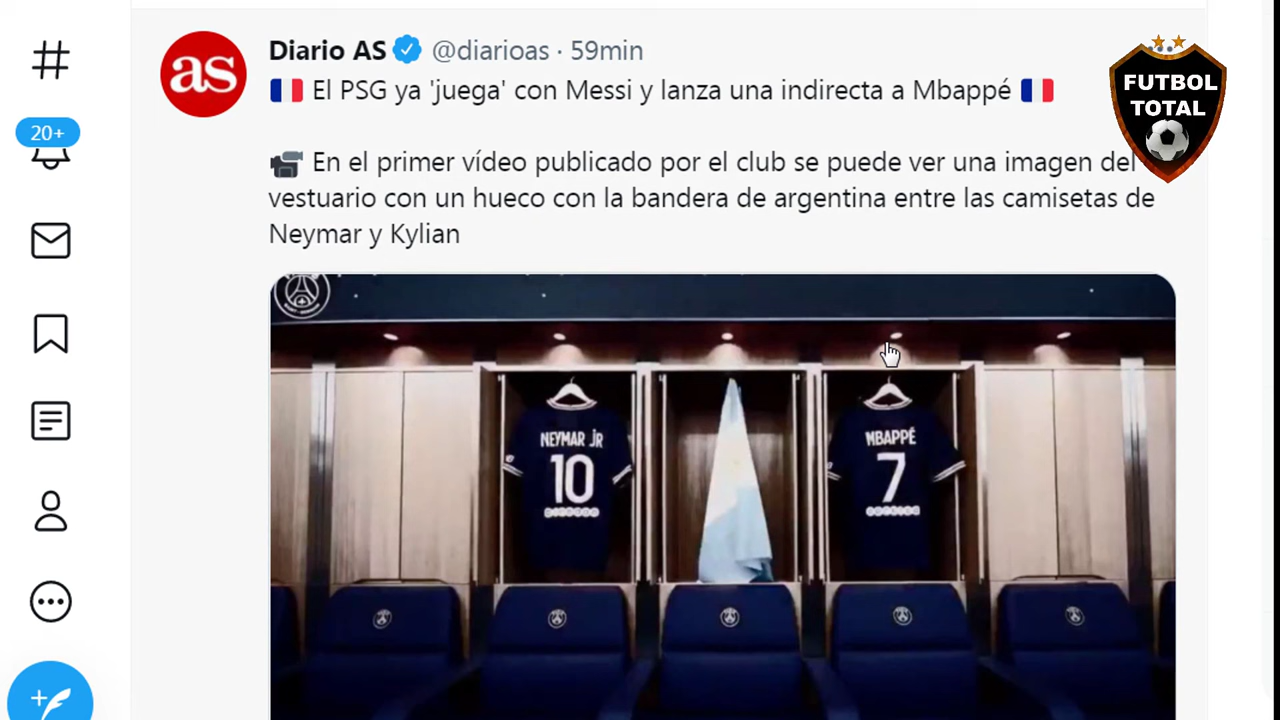 Diario AS @diarioas · 59min
as
El PSG ya 'juega' con Messi y lanza una indirecta a Mbappé
FUTBOL
TOTAL
20+
En el primer vídeo publicado por el club se puede ver una imagen del
vestuario con un hueco con la bandera de argentina entre las camisetas de
Neymar y Kylian
NEYMAR JR
10
MBAPPÉ
7